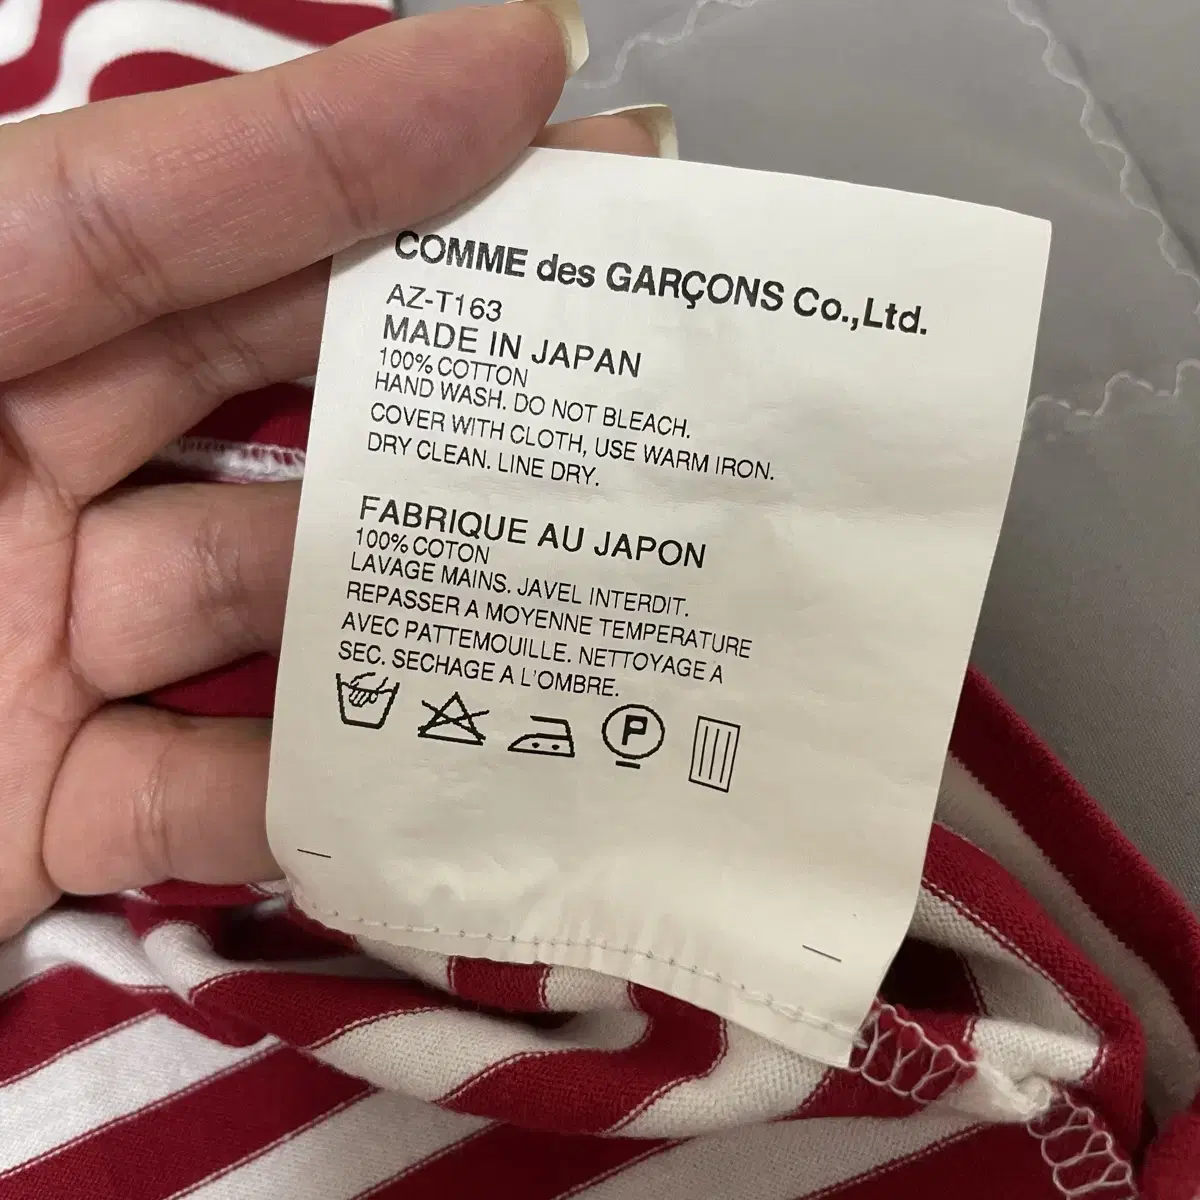 COMME des GARÇONS Co.,Ltd.
AZ-T163
MADE IN JAPAN
100% COTTON
HAND WASH. DO NOT BLEACH.
COVER WITH CLOTH, USE WARM IRON.
DRY CLEAN. LINE DRY.
FABRIQUE AU JAPON
100% COTON
LAVAGE MAINS. JAVEL INTERDIT.
REPASSER A MOYENNE TEMPERATURE
AVEC PATTEMOUILLE. NETTOYAGE A
SEC. SECHAGE A L'OMBRE.
P